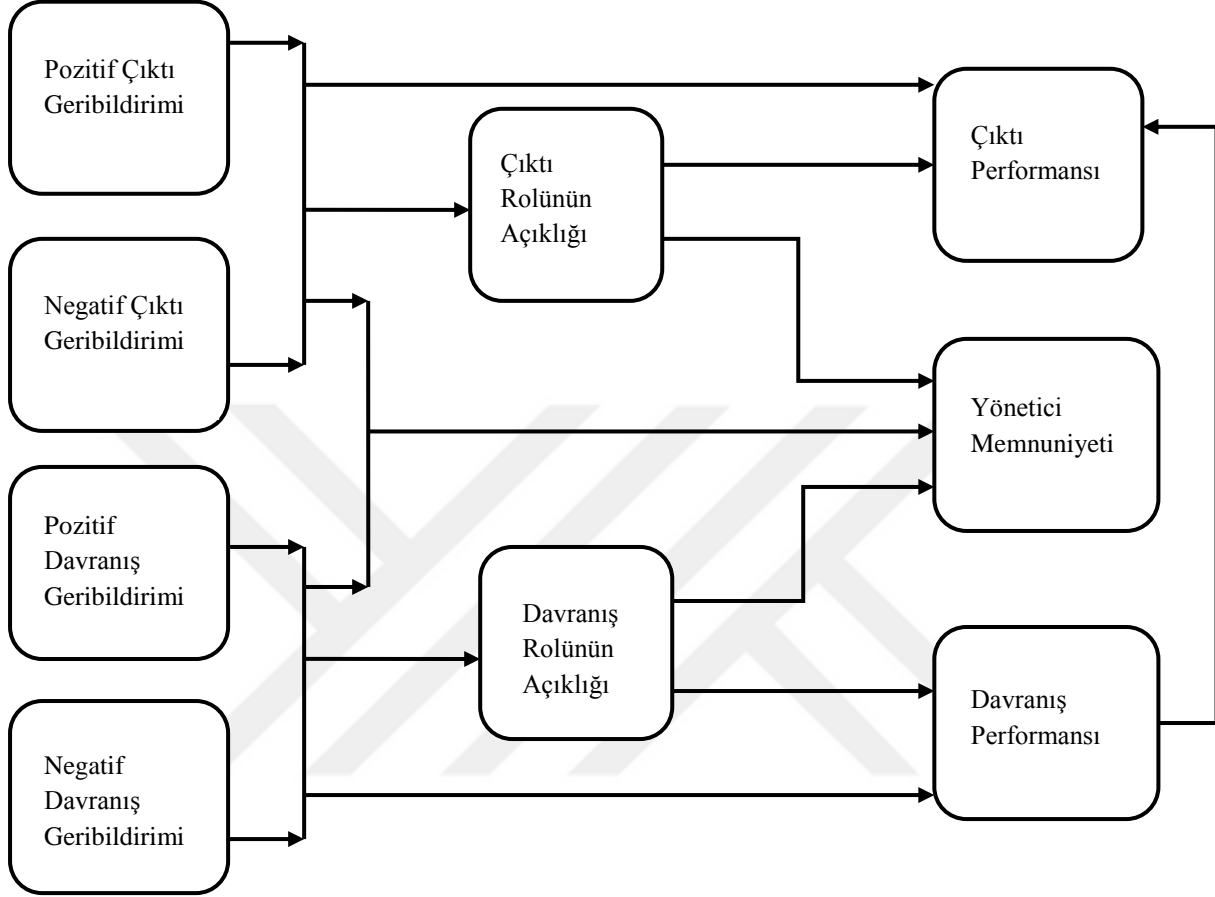 Pozitif Çıktı
Geribildirimi
Negatif Çıktı
Geribildirimi
Pozitif
Davranış
Geribildirimi
Negatif
Davranış
Geribildirimi
Çıktı
Rolünün
Açıklığı
Davranış
Rolünün
Açıklığı
Çıktı
Performansı
Yönetici
Memnuniyeti
Davranış
Performansı